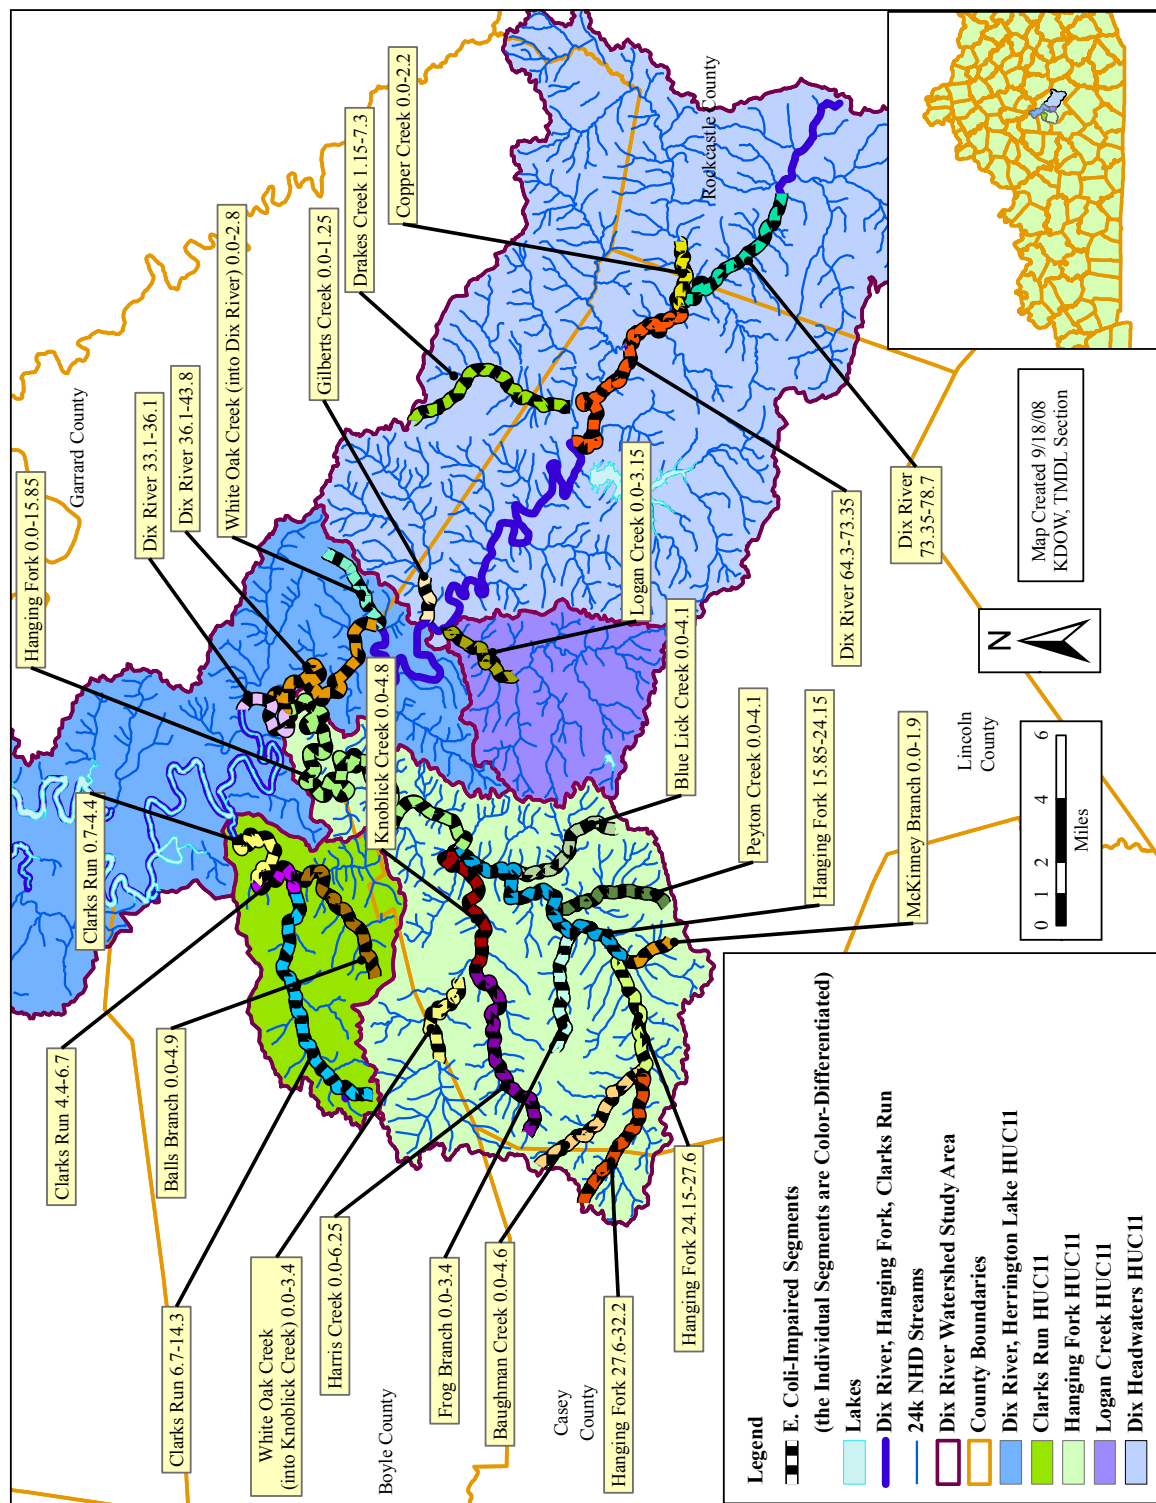 Hanging Fork 0.0-15.85
Garrard County
Dix River 33.1-36.1
Dix River 36.1-43.8
White Oak Creek (into Dix River) 0.0-2.8
Gilberts Creek 0.0-1.25
Drakes Creek 1.15-7.3
Copper Creek 0.0-2.2
Rockcastle County
Clarks Run 0.7-4.4
Clarks Run 4.4-6.7
Balls Branch 0.0-4.9
Clarks Run 6.7-14.3
White Oak Creek
(into Knoblick Creek) 0.0-3.4
Harris Creek 0.0-6.25
Boyle County
Frog Branch 0.0-3.4
Baughman Creek 0.0-4.6
Casey
County
Hanging Fork 27.6-32.2
Hanging Fork 24.15-27.6
Knoblick Creek 0.0-4.8
Logan Creek 0.0-3.15
Blue Lick Creek 0.0-4.1
Peyton Creek 0.0-4.1
Hanging Fork 15.85-24.15
McKinney Branch 0.0-1.9
Dix River 64.3-73.35
Dix River
73.35-78.7
Lincoln
County
Map Created 9/18/08
KDOW, TMDL Section
N
0 1 2 4 6
Miles
Legend
E. Coli-Impaired Segments
(the Individual Segments are Color-Differentiated)
Lakes
Dix River, Hanging Fork, Clarks Run
24k NHD Streams
Dix River Watershed Study Area
County Boundaries
Dix River, Herrington Lake HUC11
Clarks Run HUC11
Hanging Fork HUC11
Logan Creek HUC11
Dix Headwaters HUC11